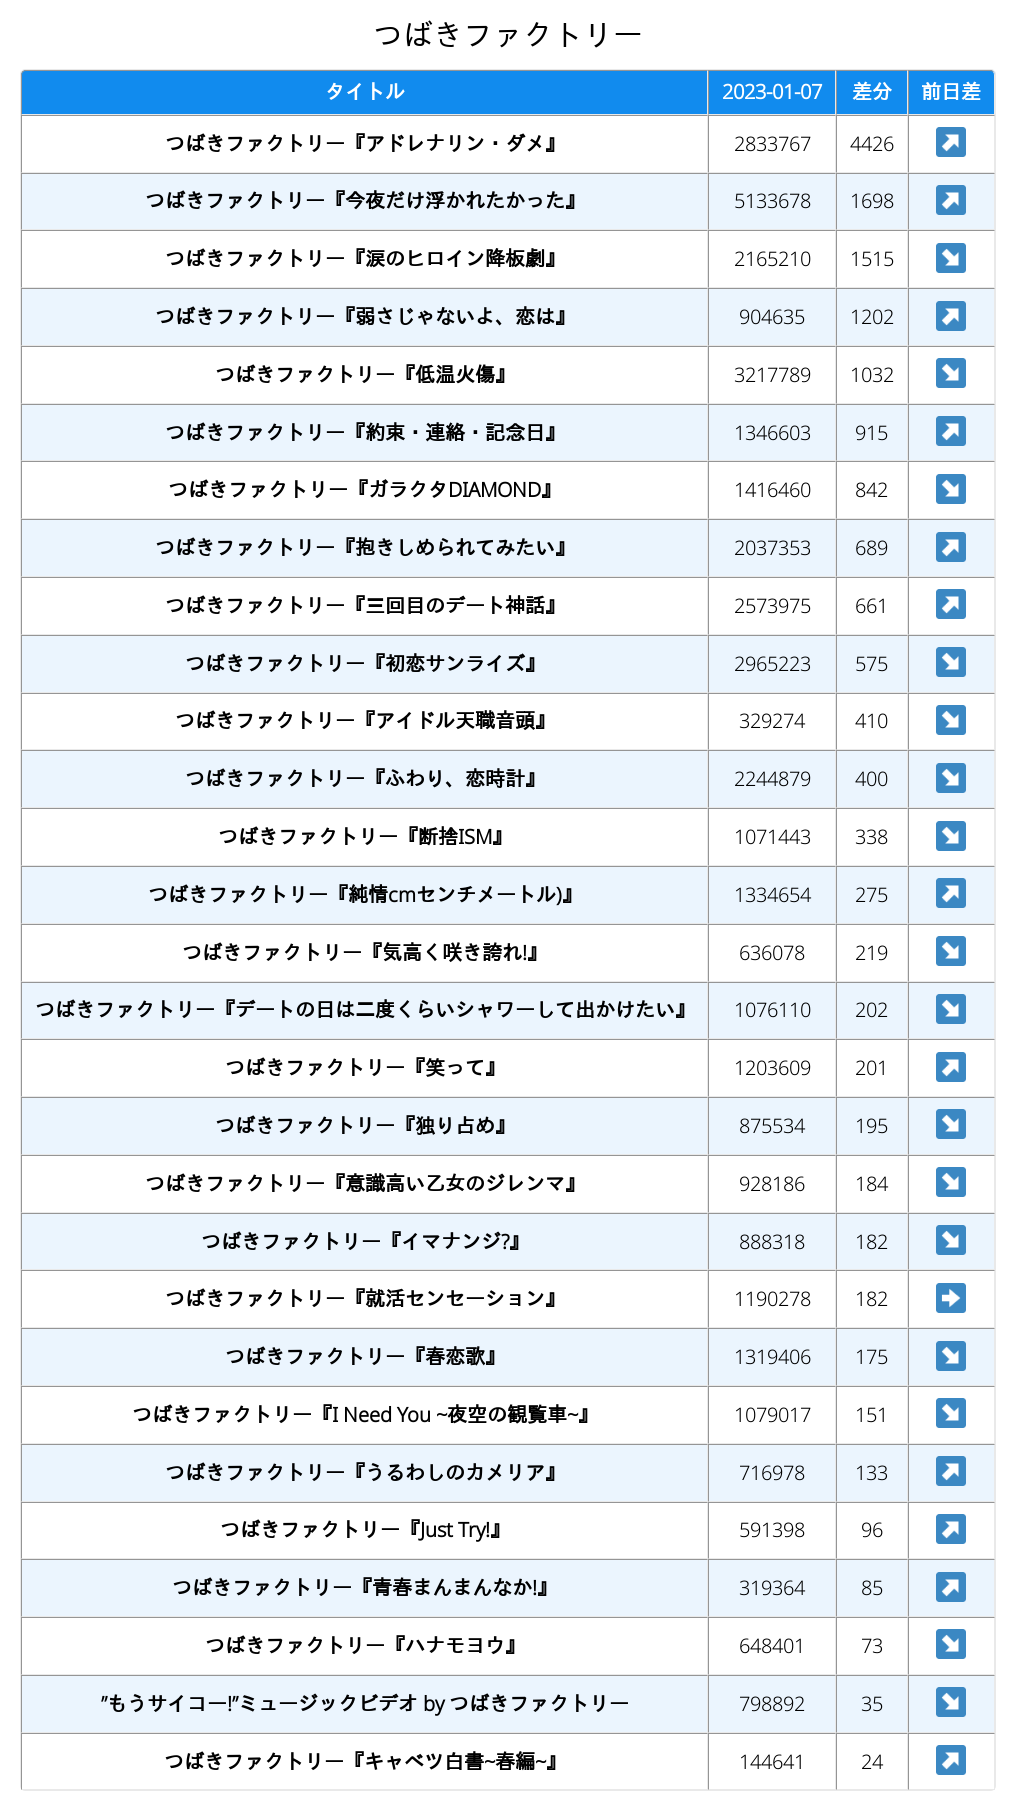 つばきファクトリー
タイトル 2023-01-07 差分 前日差
つばきファクトリー『アドレナリン・ダメ』 2833767 4426 ↗
つばきファクトリー『今夜だけ浮かれたかった』 5133678 1698 ↗
つばきファクトリー『涙のヒロイン降板劇』 2165210 1515 ↘
つばきファクトリー『弱さじゃないよ、恋は』 904635 1202 ↗
つばきファクトリー『低温火傷』 3217789 1032 ↘
つばきファクトリー『約束・連絡・記念日』 1346603 915 ↗
つばきファクトリー『ガラクタDIAMOND』 1416460 842 ↘
つばきファクトリー『抱きしめられてみたい』 2037353 689 ↗
つばきファクトリー『三回目のデート神話』 2573975 661 ↗
つばきファクトリー『初恋サンライズ』 2965223 575 ↘
つばきファクトリー『アイドル天職音頭』 329274 410 ↘
つばきファクトリー『ふわり、恋時計』 2244879 400 ↘
つばきファクトリー『断捨ISM』 1071443 338 ↘
つばきファクトリー『純情cmセンチメートル)』 1334654 275 ↗
つばきファクトリー『気高く咲き誇れ!』 636078 219 ↘
つばきファクトリー『デートの日は二度くらいシャワーして出かけたい』 1076110 202 ↘
つばきファクトリー『笑って』 1203609 201 ↗
つばきファクトリー『独り占め』 875534 195 ↘
つばきファクトリー『意識高い乙女のジレンマ』 928186 184 ↘
つばきファクトリー『イマナンジ?』 888318 182 ↘
つばきファクトリー『就活センセーション』 1190278 182 ➡
つばきファクトリー『春恋歌』 1319406 175 ↘
つばきファクトリー『I Need You ~夜空の観覧車~』 1079017 151 ↘
つばきファクトリー『うるわしのカメリア』 716978 133 ↗
つばきファクトリー『Just Try!』 591398 96 ↗
つばきファクトリー『青春まんまんなか!』 319364 85 ↗
つばきファクトリー『ハナモヨウ』 648401 73 ↘
”もうサイコー!”ミュージックビデオ by つばきファクトリー 798892 35 ↘
つばきファクトリー『キャベツ白書~春編~』 144641 24 ↗